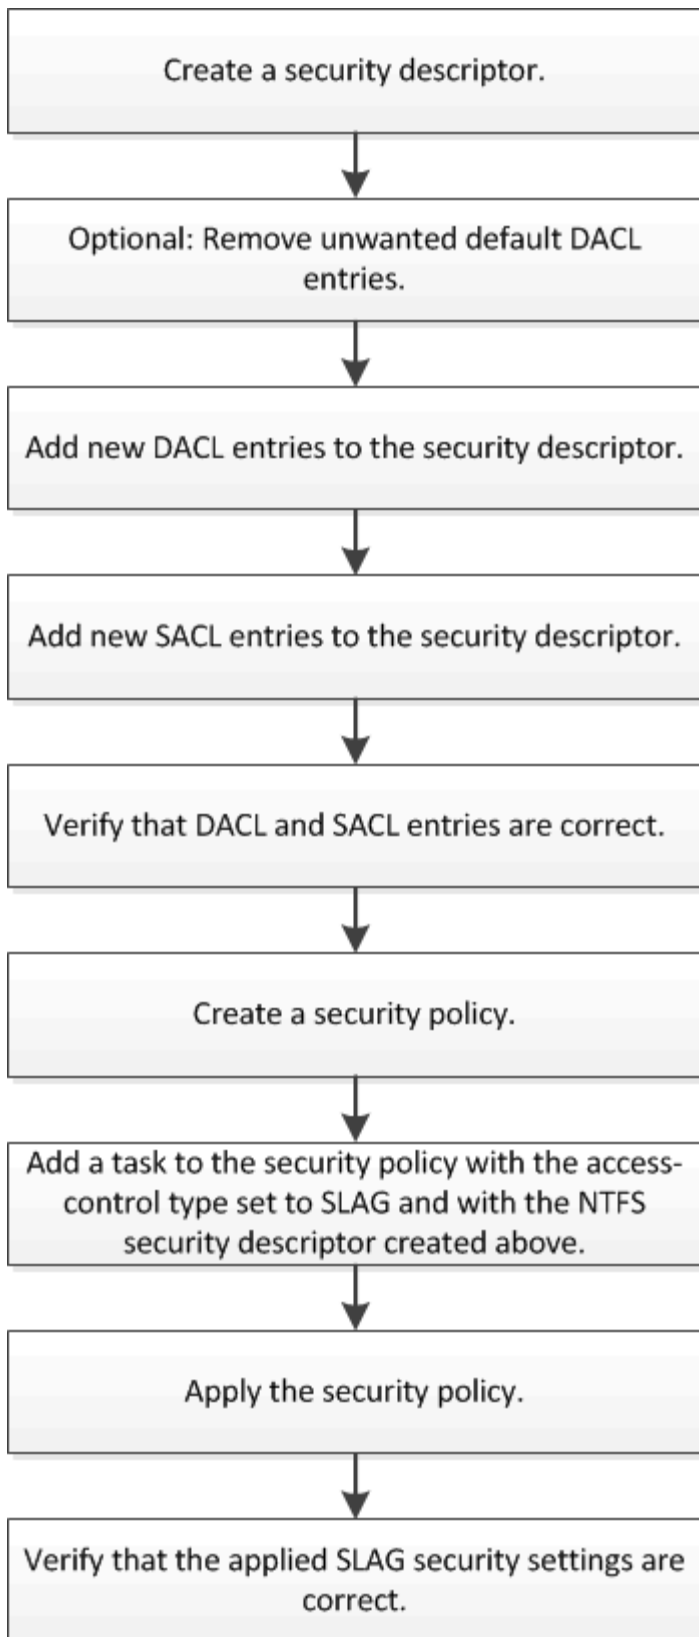 Create a security descriptor.
Optional: Remove unwanted default DACL
entries.
Add new DACL entries to the security descriptor.
Add new SACL entries to the security descriptor.
Verify that DACL and SACL entries are correct.
Create a security policy.
Add a task to the security policy with the access-
control type set to SLAG and with the NTFS
security descriptor created above.
Apply the security policy.
Verify that the applied SLAG security settings are
correct.